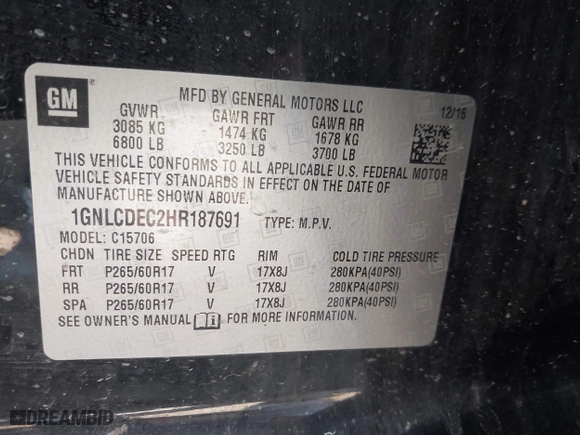 GM
MFD BY GENERAL MOTORS LLC
12/16
GVWR GAWR FRT GAWR RR
3085 KG 1474 KG 1678 KG
6800 LB 3250 LB 3700 LB
THIS VEHICLE CONFORMS TO ALL APPLICABLE U.S. FEDERAL MOTOR
VEHICLE SAFETY STANDARDS IN EFFECT ON THE DATE OF
MANUFACTURE SHOWN ABOVE.
1GNLCDEC2HR187691 TYPE: M.P.V.
MODEL: C15706
CHDN TIRE SIZE SPEED RTG RIM COLD TIRE PRESSURE
FRT P265/60R17 V 17X8J 280KPA(40PSI)
RR P265/60R17 V 17X8J 280KPA(40PSI)
SPA P265/60R17 V 17X8J 280KPA(40PSI)
SEE OWNER'S MANUAL FOR MORE INFORMATION.
DREAMBID